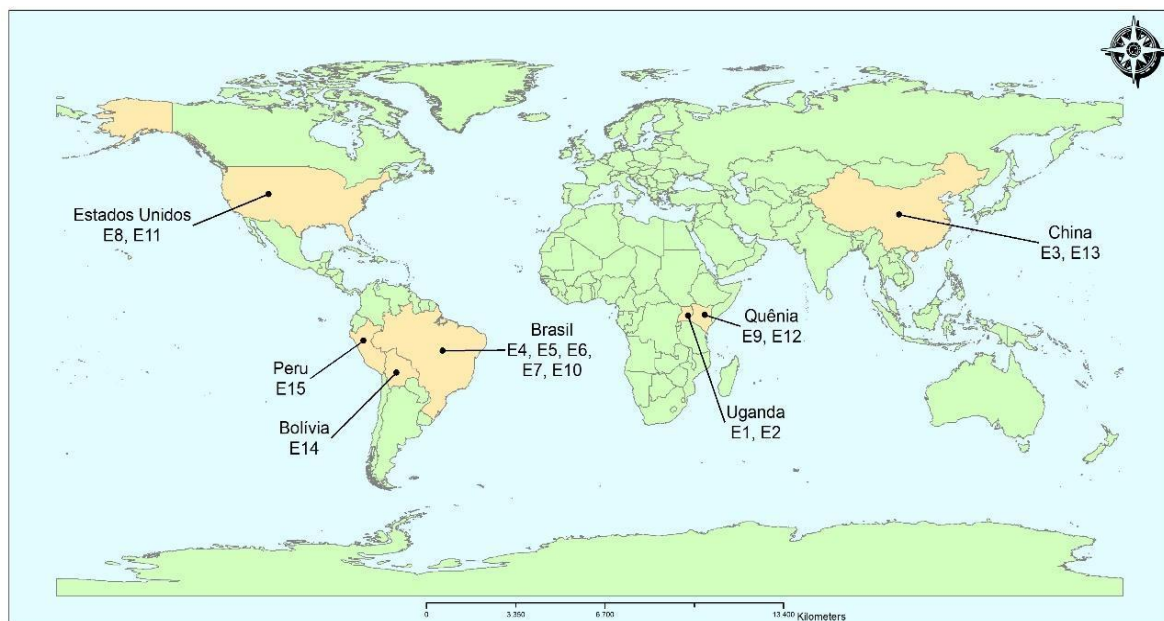 Estados Unidos
E8, E11
China
E3, E13
Quênia
E9, E12
Brasil
E4, E5, E6,
E7, E10
Peru
E15
Uganda
E1, E2
Bolívia
E14
0 3.350 6.700 13.400 Kilometers